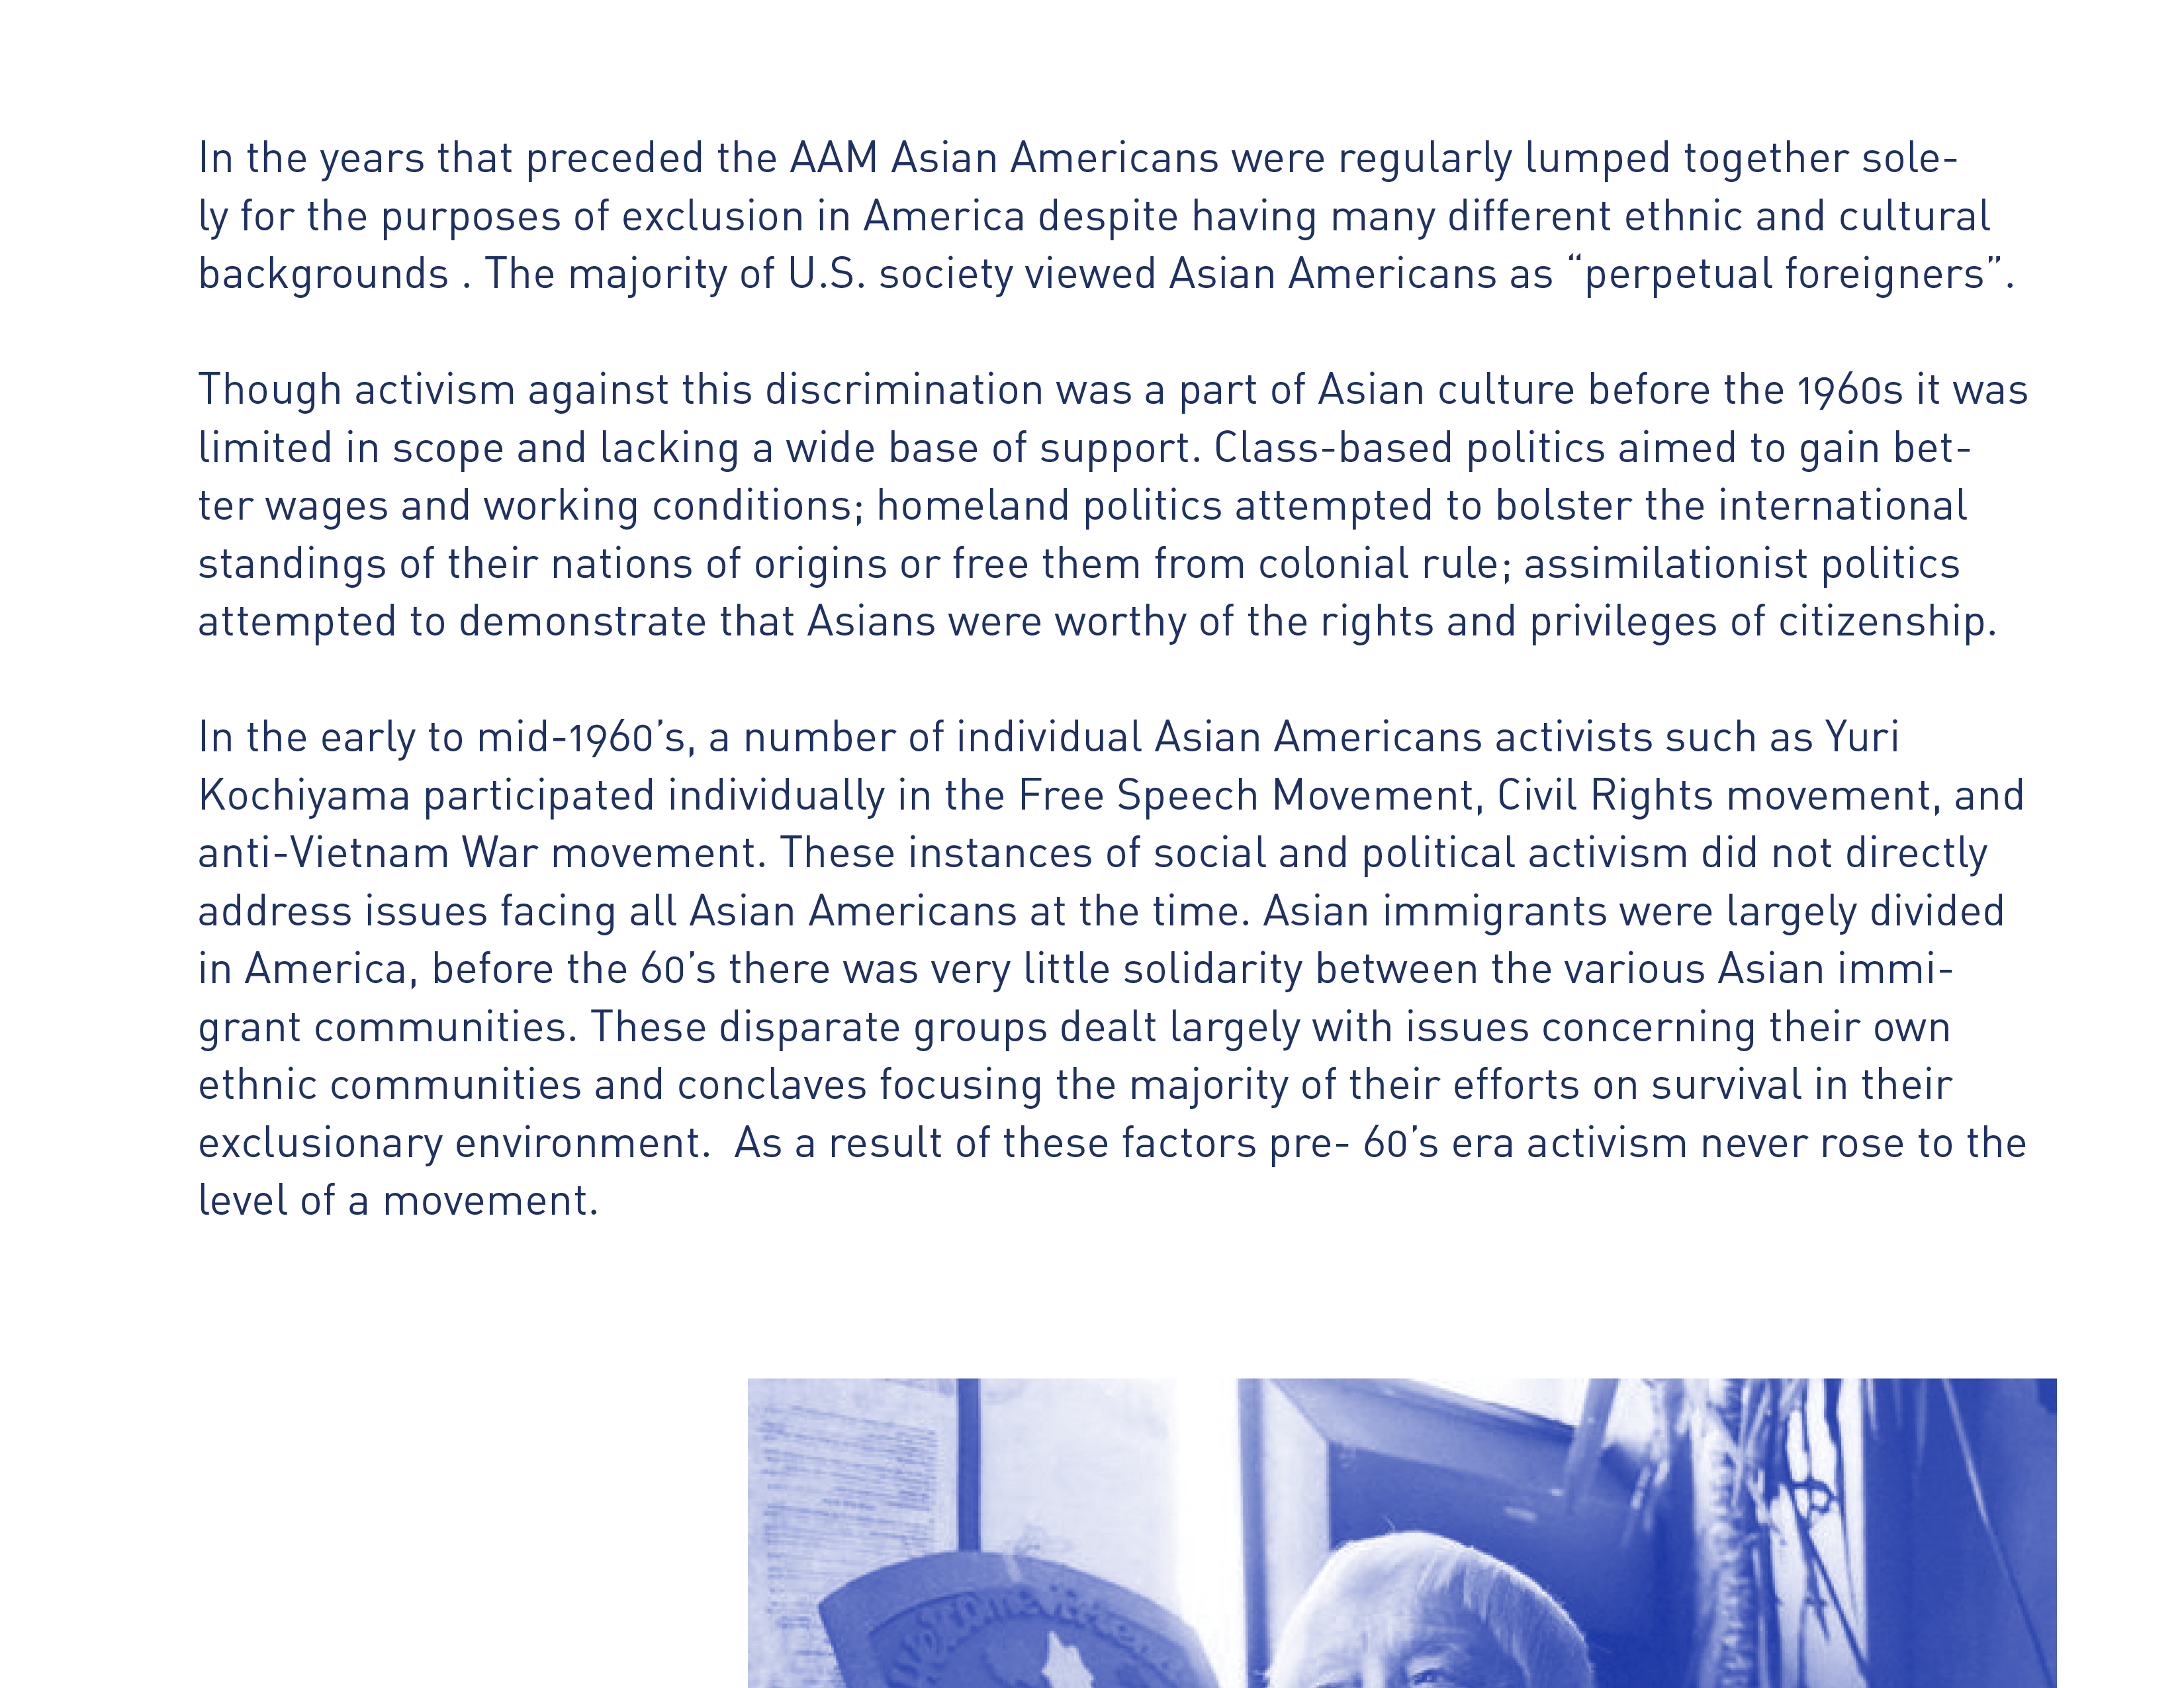 In the years that preceded the AAM Asian Americans were regularly lumped together sole-
ly for the purposes of exclusion in America despite having many different ethnic and cultural
backgrounds . The majority of U.S. society viewed Asian Americans as “perpetual foreigners”.
Though activism against this discrimination was a part of Asian culture before the 1960s it was
limited in scope and lacking a wide base of support. Class-based politics aimed to gain bet-
ter wages and working conditions; homeland politics attempted to bolster the international
standings of their nations of origins or free them from colonial rule; assimilationist politics
attempted to demonstrate that Asians were worthy of the rights and privileges of citizenship.
In the early to mid-1960’s, a number of individual Asian Americans activists such as Yuri
Kochiyama participated individually in the Free Speech Movement, Civil Rights movement, and
anti-Vietnam War movement. These instances of social and political activism did not directly
address issues facing all Asian Americans at the time. Asian immigrants were largely divided
in America, before the 60’s there was very little solidarity between the various Asian immi-
grant communities. These disparate groups dealt largely with issues concerning their own
ethnic communities and conclaves focusing the majority of their efforts on survival in their
exclusionary environment.  As a result of these factors pre- 60’s era activism never rose to the
level of a movement.